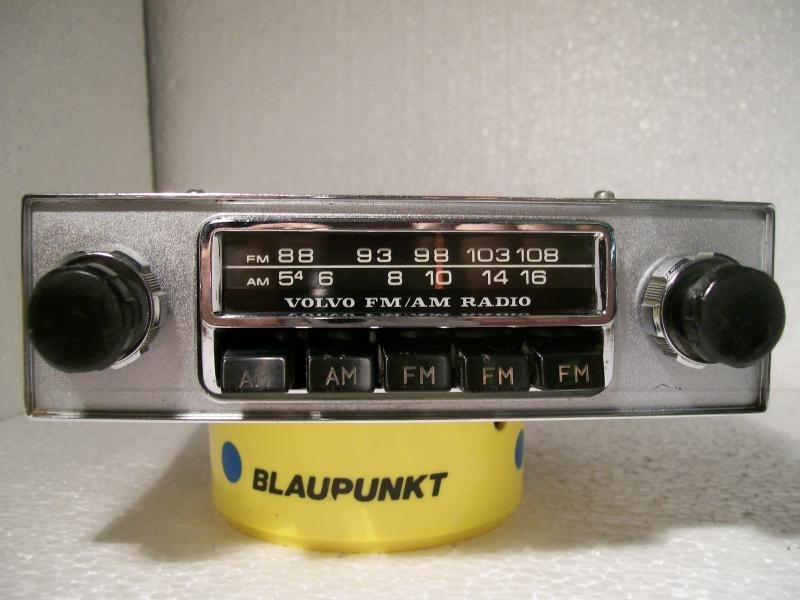 FM 88 93 98 103 108
AM 5⁴ 6 8 10 14 16
VOLVO FM/AM RADIO
AM AM FM FM FM
BLAUPUNKT